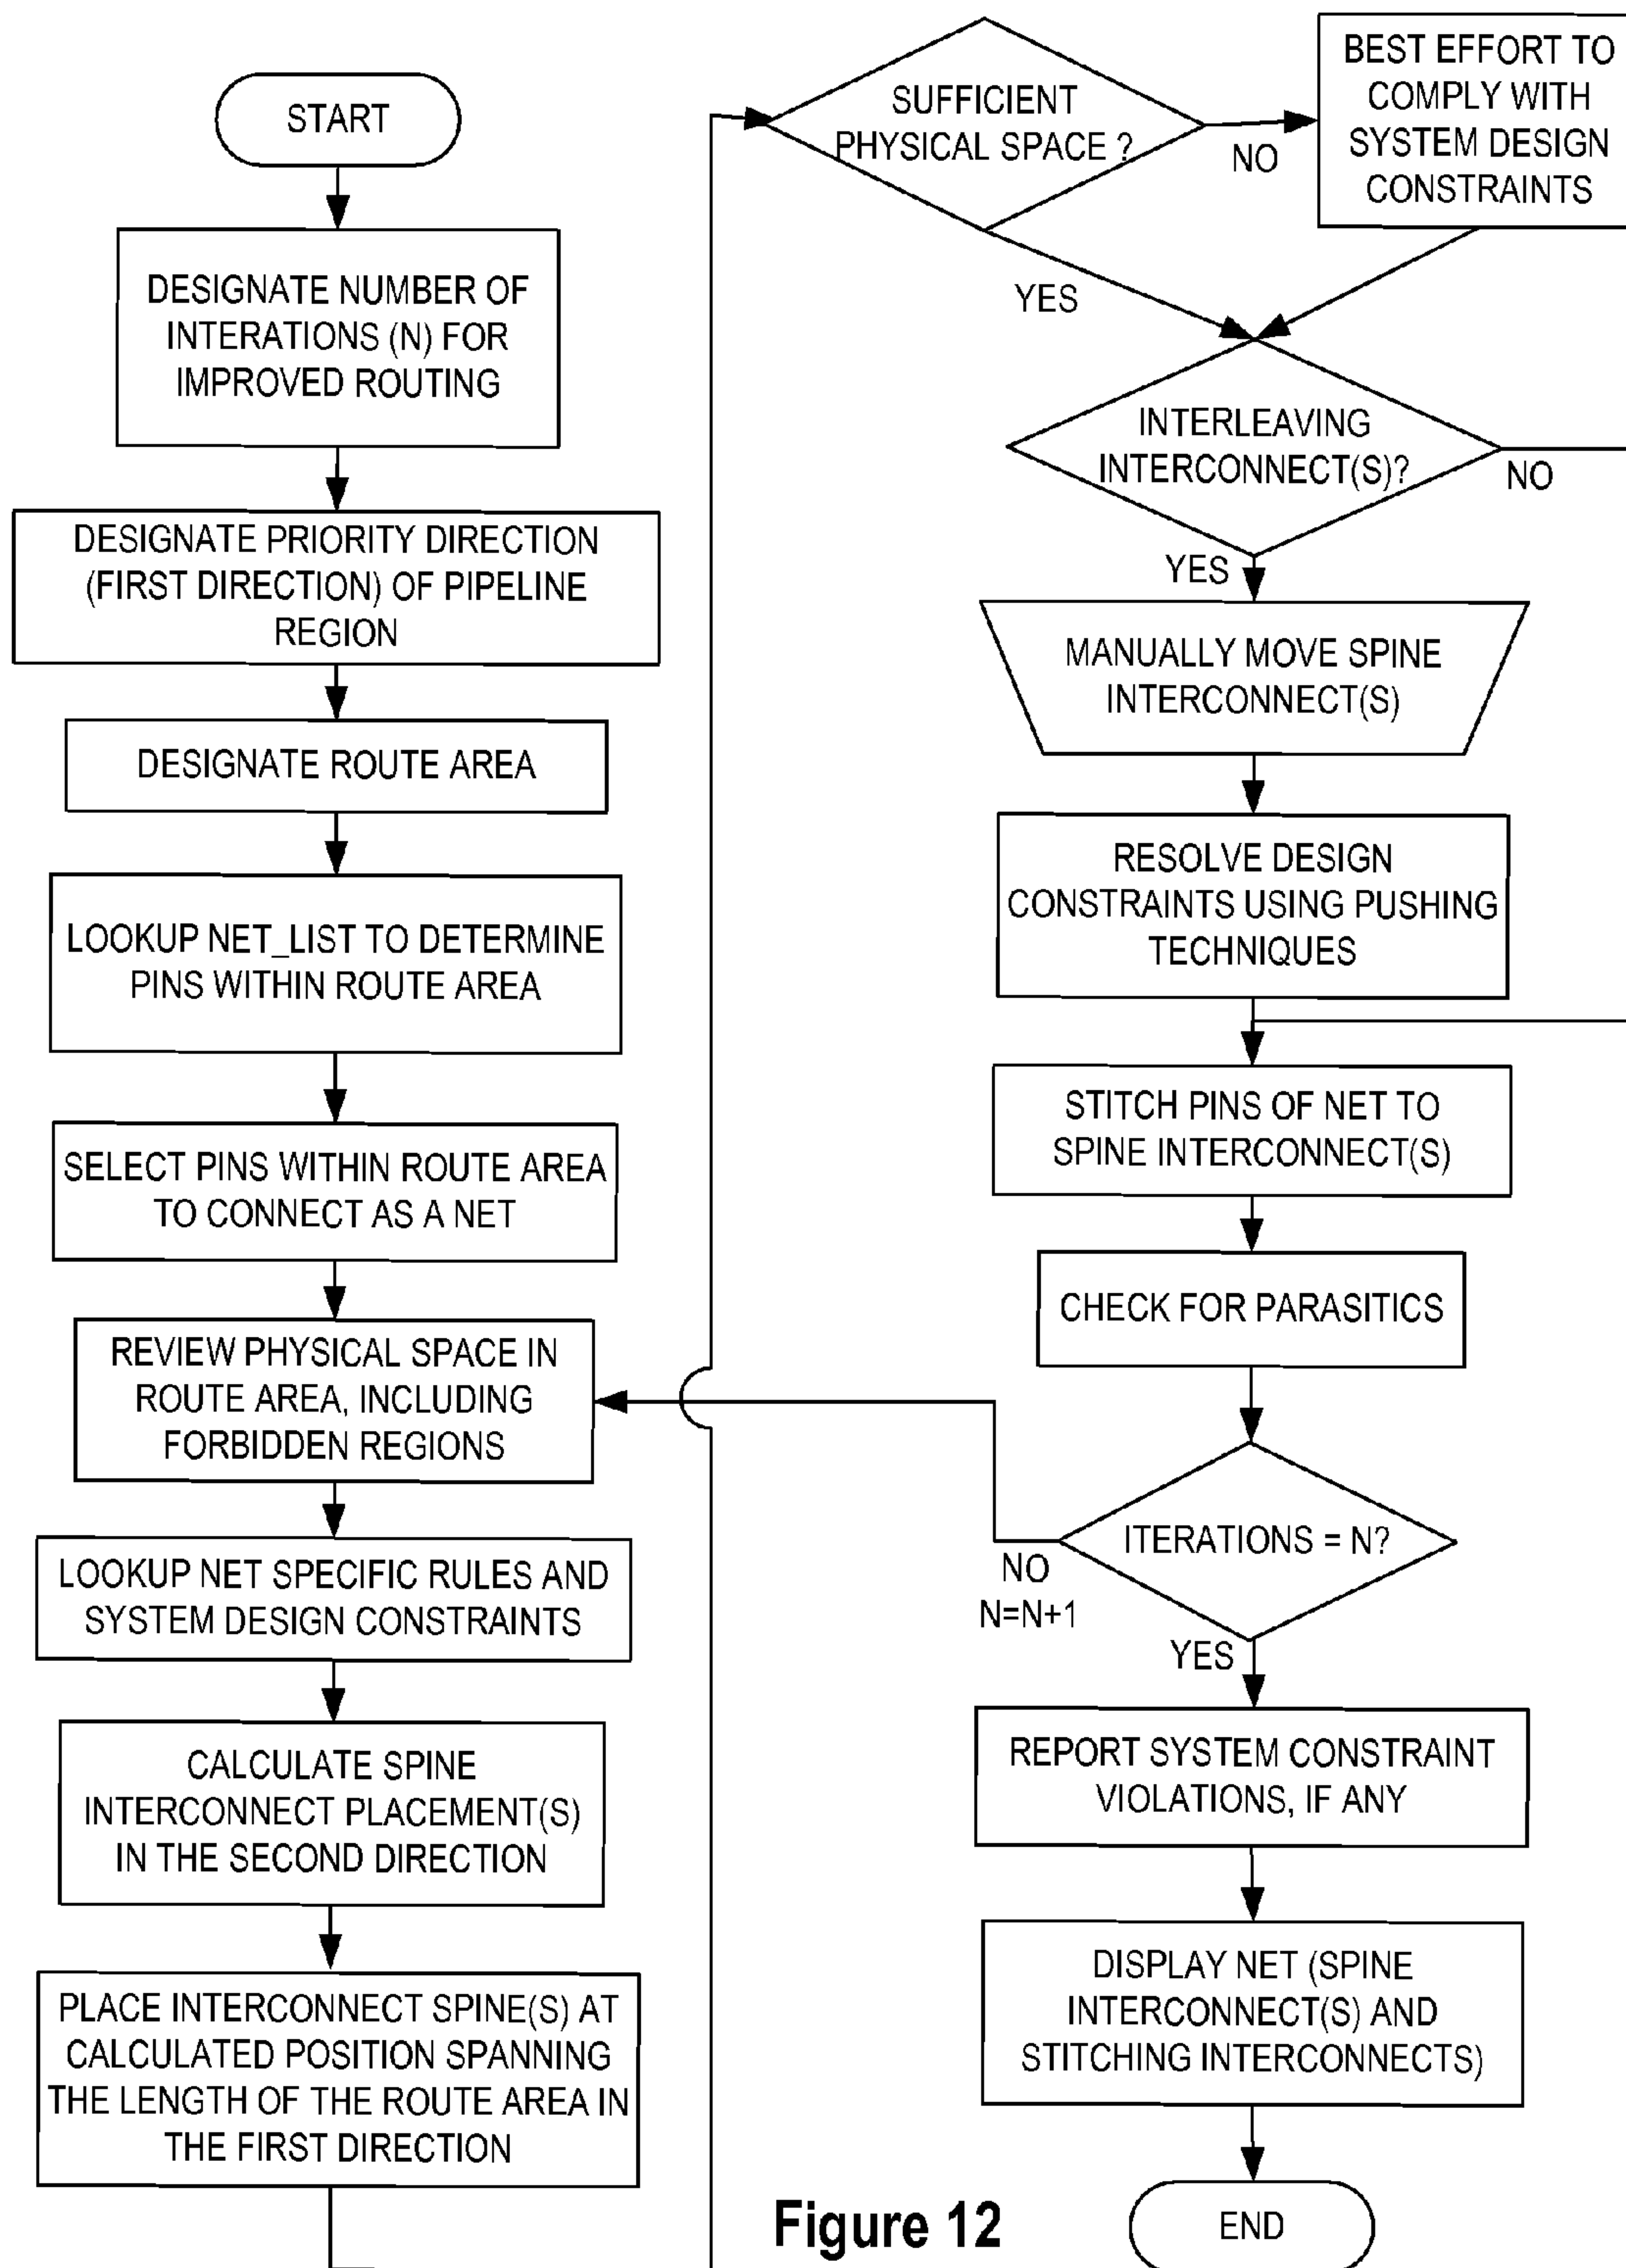 START
DESIGNATE NUMBER OF
INTERATIONS (N) FOR
IMPROVED ROUTING
DESIGNATE PRIORITY DIRECTION
(FIRST DIRECTION) OF PIPELINE
REGION
DESIGNATE ROUTE AREA
LOOKUP NET_LIST TO DETERMINE
PINS WITHIN ROUTE AREA
SELECT PINS WITHIN ROUTE AREA
TO CONNECT AS A NET
REVIEW PHYSICAL SPACE IN
ROUTE AREA, INCLUDING
FORBIDDEN REGIONS
LOOKUP NET SPECIFIC RULES AND
SYSTEM DESIGN CONSTRAINTS
CALCULATE SPINE
INTERCONNECT PLACEMENT(S)
IN THE SECOND DIRECTION
PLACE INTERCONNECT SPINE(S) AT
CALCULATED POSITION SPANNING
THE LENGTH OF THE ROUTE AREA IN
THE FIRST DIRECTION
SUFFICIENT
PHYSICAL SPACE ?
NO
BEST EFFORT TO
COMPLY WITH
SYSTEM DESIGN
CONSTRAINTS
YES
INTERLEAVING
INTERCONNECT(S)?
NO
YES
MANUALLY MOVE SPINE
INTERCONNECT(S)
RESOLVE DESIGN
CONSTRAINTS USING PUSHING
TECHNIQUES
STITCH PINS OF NET TO
SPINE INTERCONNECT(S)
CHECK FOR PARASITICS
ITERATIONS = N?
NO
N=N+1
YES
REPORT SYSTEM CONSTRAINT
VIOLATIONS, IF ANY
DISPLAY NET (SPINE
INTERCONNECT(S) AND
STITCHING INTERCONNECTS)
END
Figure 12